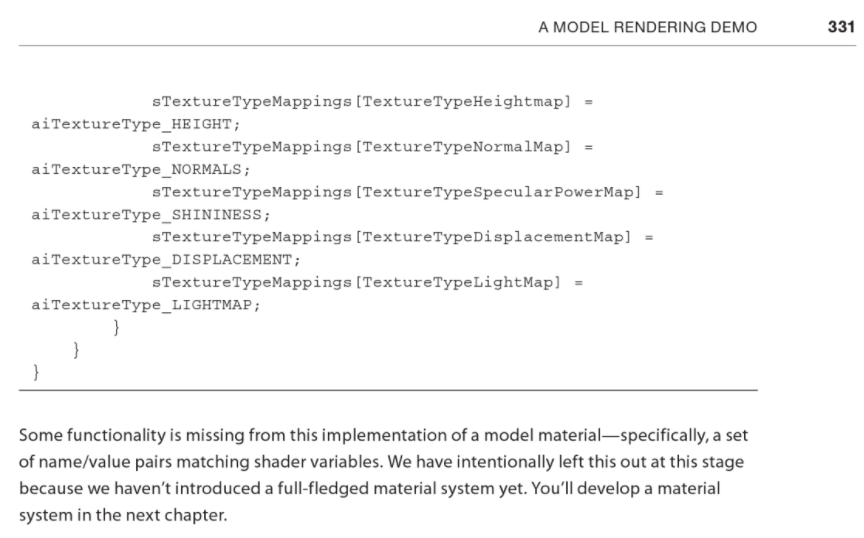 A MODEL RENDERING DEMO 331
sTextureTypeMappings[TextureTypeHeightmap] =
aiTextureType_HEIGHT;
sTextureTypeMappings[TextureTypeNormalMap] =
aiTextureType_NORMALS;
sTextureTypeMappings[TextureTypeSpecularPowerMap] =
aiTextureType_SHININESS;
sTextureTypeMappings[TextureTypeDisplacementMap] =
aiTextureType_DISPLACEMENT;
sTextureTypeMappings[TextureTypeLightMap] =
aiTextureType_LIGHTMAP;
}
}
}
Some functionality is missing from this implementation of a model material—specifically, a set
of name/value pairs matching shader variables. We have intentionally left this out at this stage
because we haven’t introduced a full-fledged material system yet. You’ll develop a material
system in the next chapter.